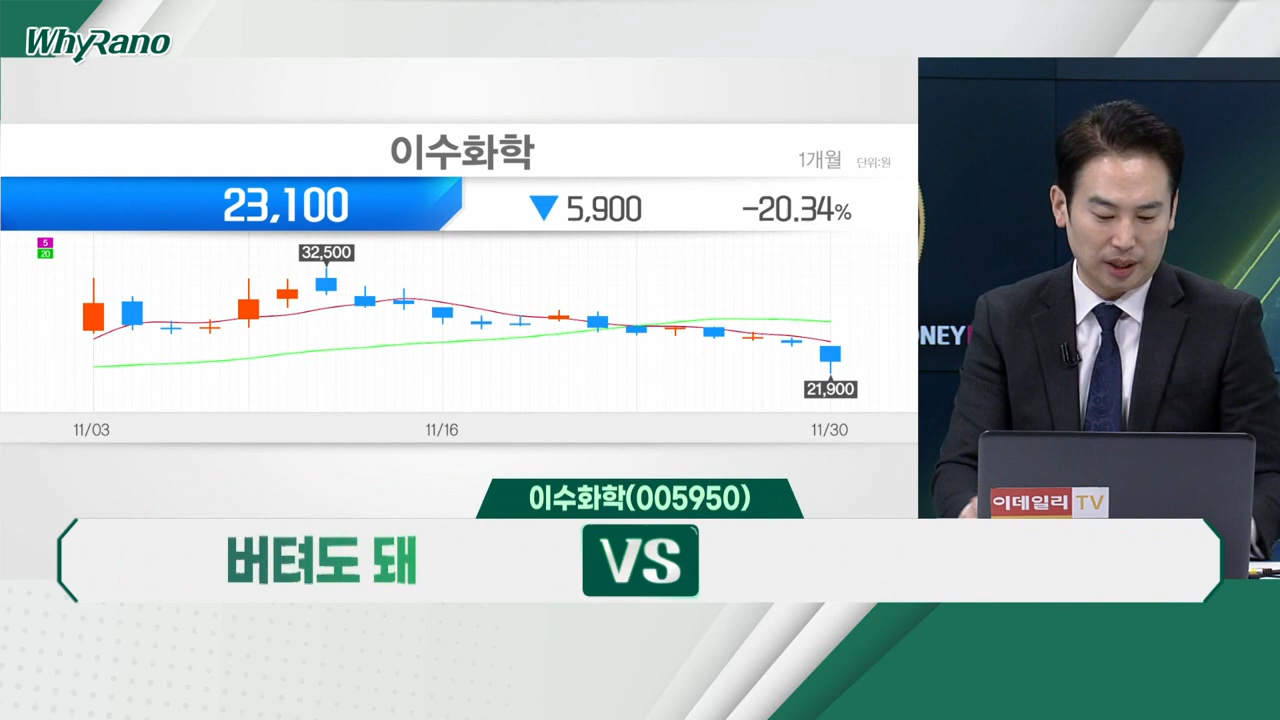 WhyRano
이수화학
1개월 단위:원
23,100 ▼ 5,900 -20.34%
5
20
32,500
21,900
11/03 11/16 11/30
이데일리 TV
이수화학(005950)
버텨도 돼 VS